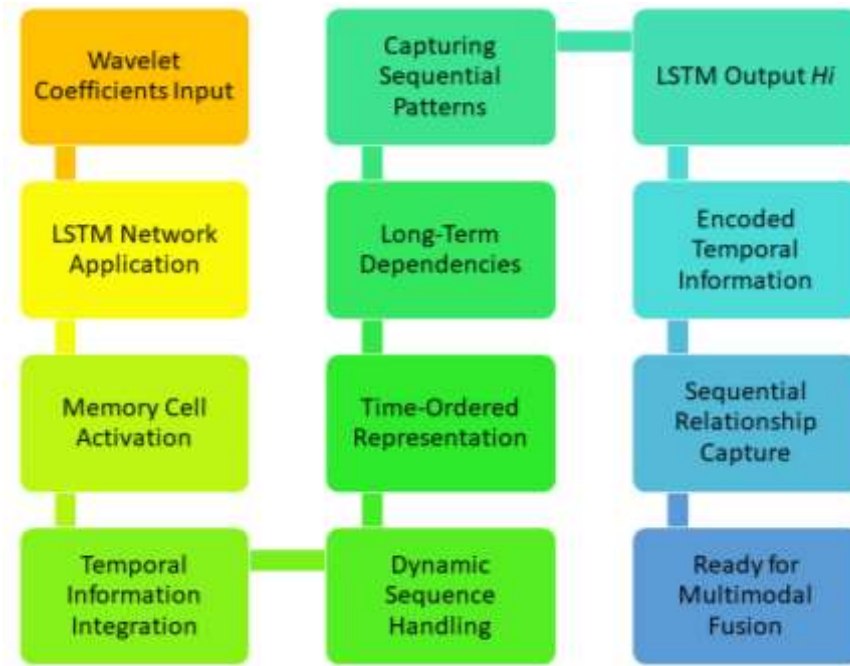 Wavelet
Coefficients Input
LSTM Network
Application
Memory Cell
Activation
Temporal
Information
Integration
Dynamic
Sequence
Handling
Time-Ordered
Representation
Long-Term
Dependencies
Capturing
Sequential
Patterns
LSTM Output Hi
Encoded
Temporal
Information
Sequential
Relationship
Capture
Ready for
Multimodal
Fusion